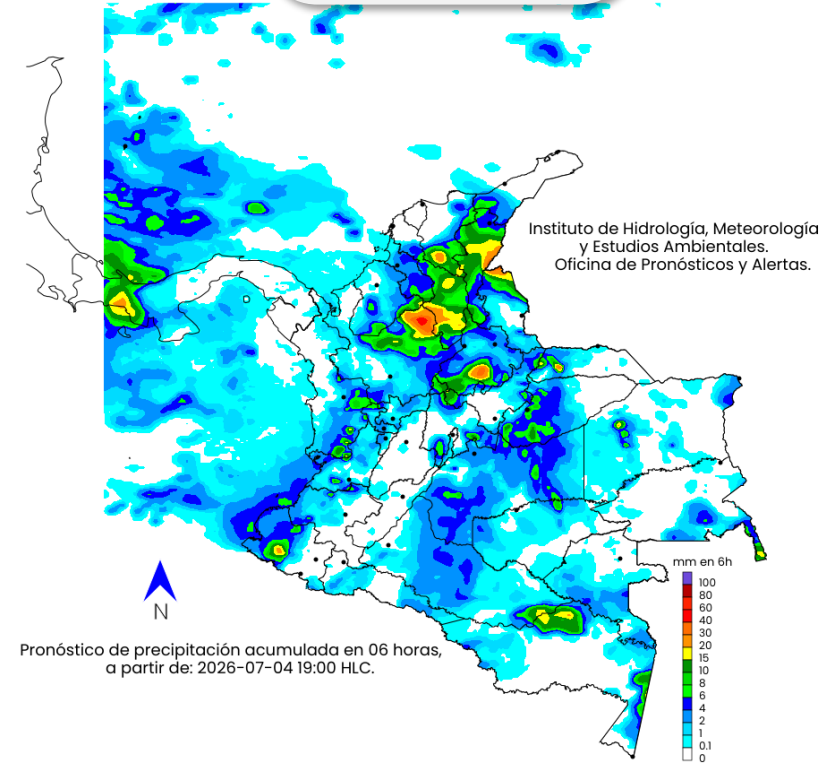 Instituto de Hidrología, Meteorología
y Estudios Ambientales.
Oficina de Pronósticos y Alertas.
mm en 6h
100
80
60
40
30
20
15
10
8
6
4
2
1
0.1
0
N
Pronóstico de precipitación acumulada en 06 horas,
a partir de: 2026-07-04 19:00 HLC.